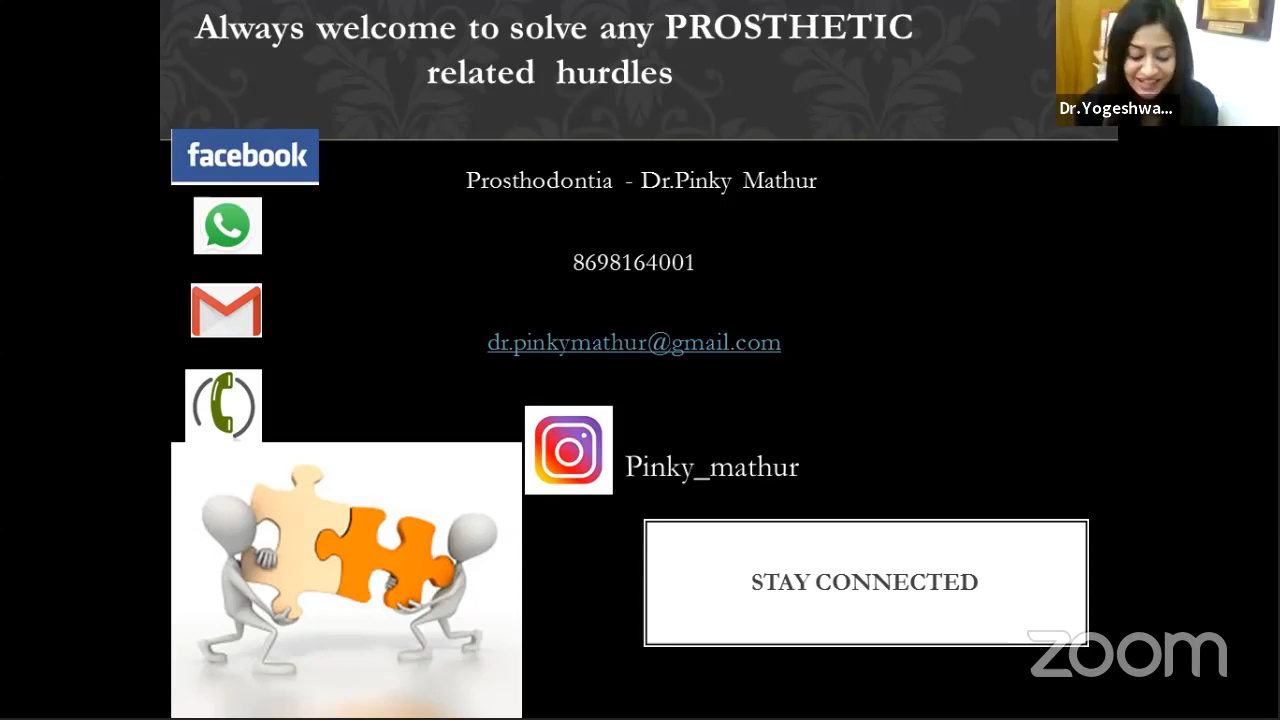 Always welcome to solve any PROSTHETIC
related hurdles
Dr.Yogeshwa...
facebook
Prosthodontia - Dr.Pinky Mathur
8698164001
dr.pinkymathur@gmail.com
Pinky_mathur
STAY CONNECTED
zoom